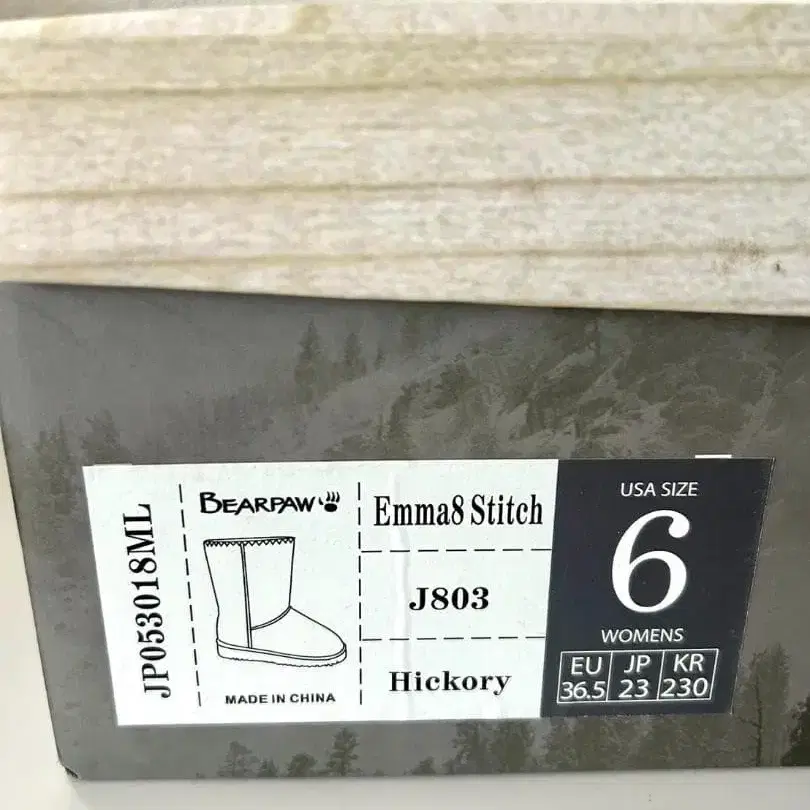 JP053018ML
BEARPAW
MADE IN CHINA
Emma8 Stitch
J803
Hickory
USA SIZE
6
WOMENS
EU JP KR
36.5 23 230